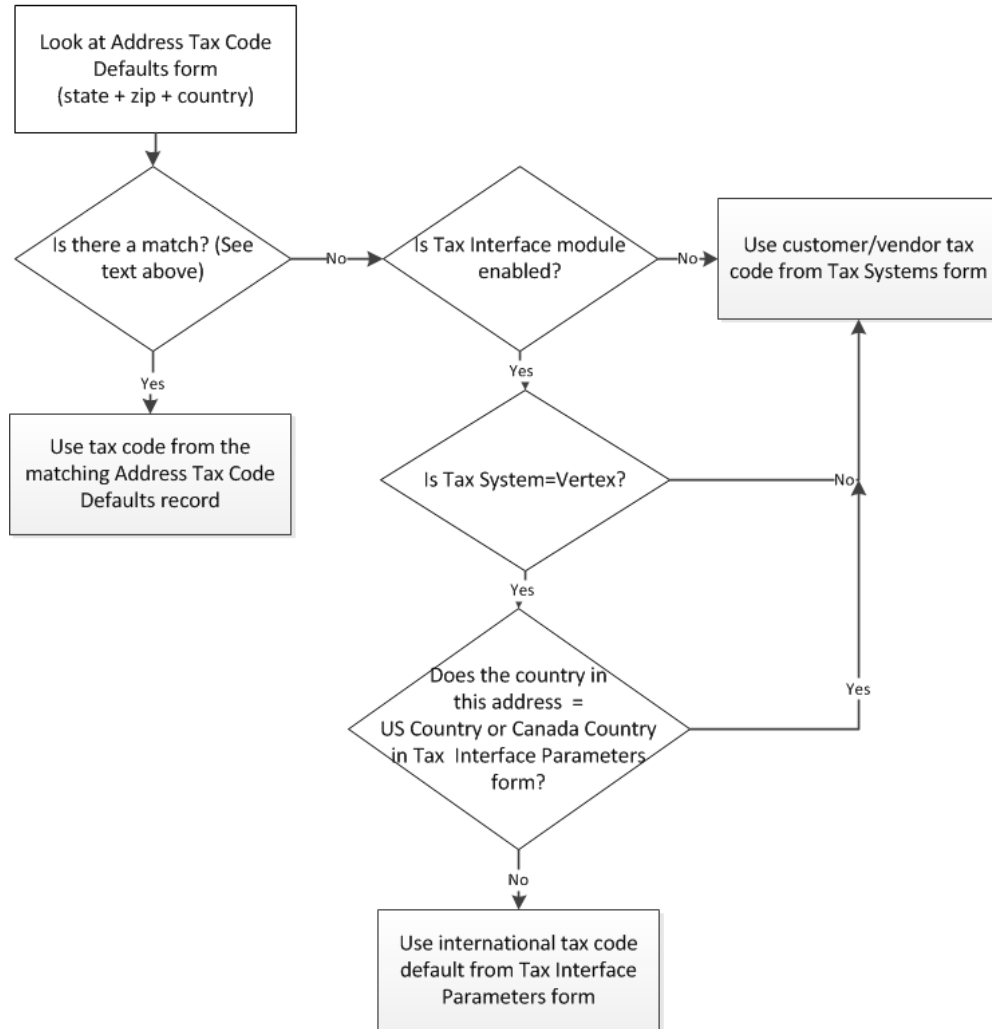 Look at Address Tax Code
Defaults form
(state + zip + country)
Is there a match? (See
text above)
No
Is Tax Interface module
enabled?
No
Use customer/vendor tax
code from Tax Systems form
Yes
Use tax code from the
matching Address Tax Code
Defaults record
Yes
Is Tax System=Vertex?
No
Yes
Does the country in
this address =
US Country or Canada Country
in Tax Interface Parameters
form?
Yes
No
Use international tax code
default from Tax Interface
Parameters form